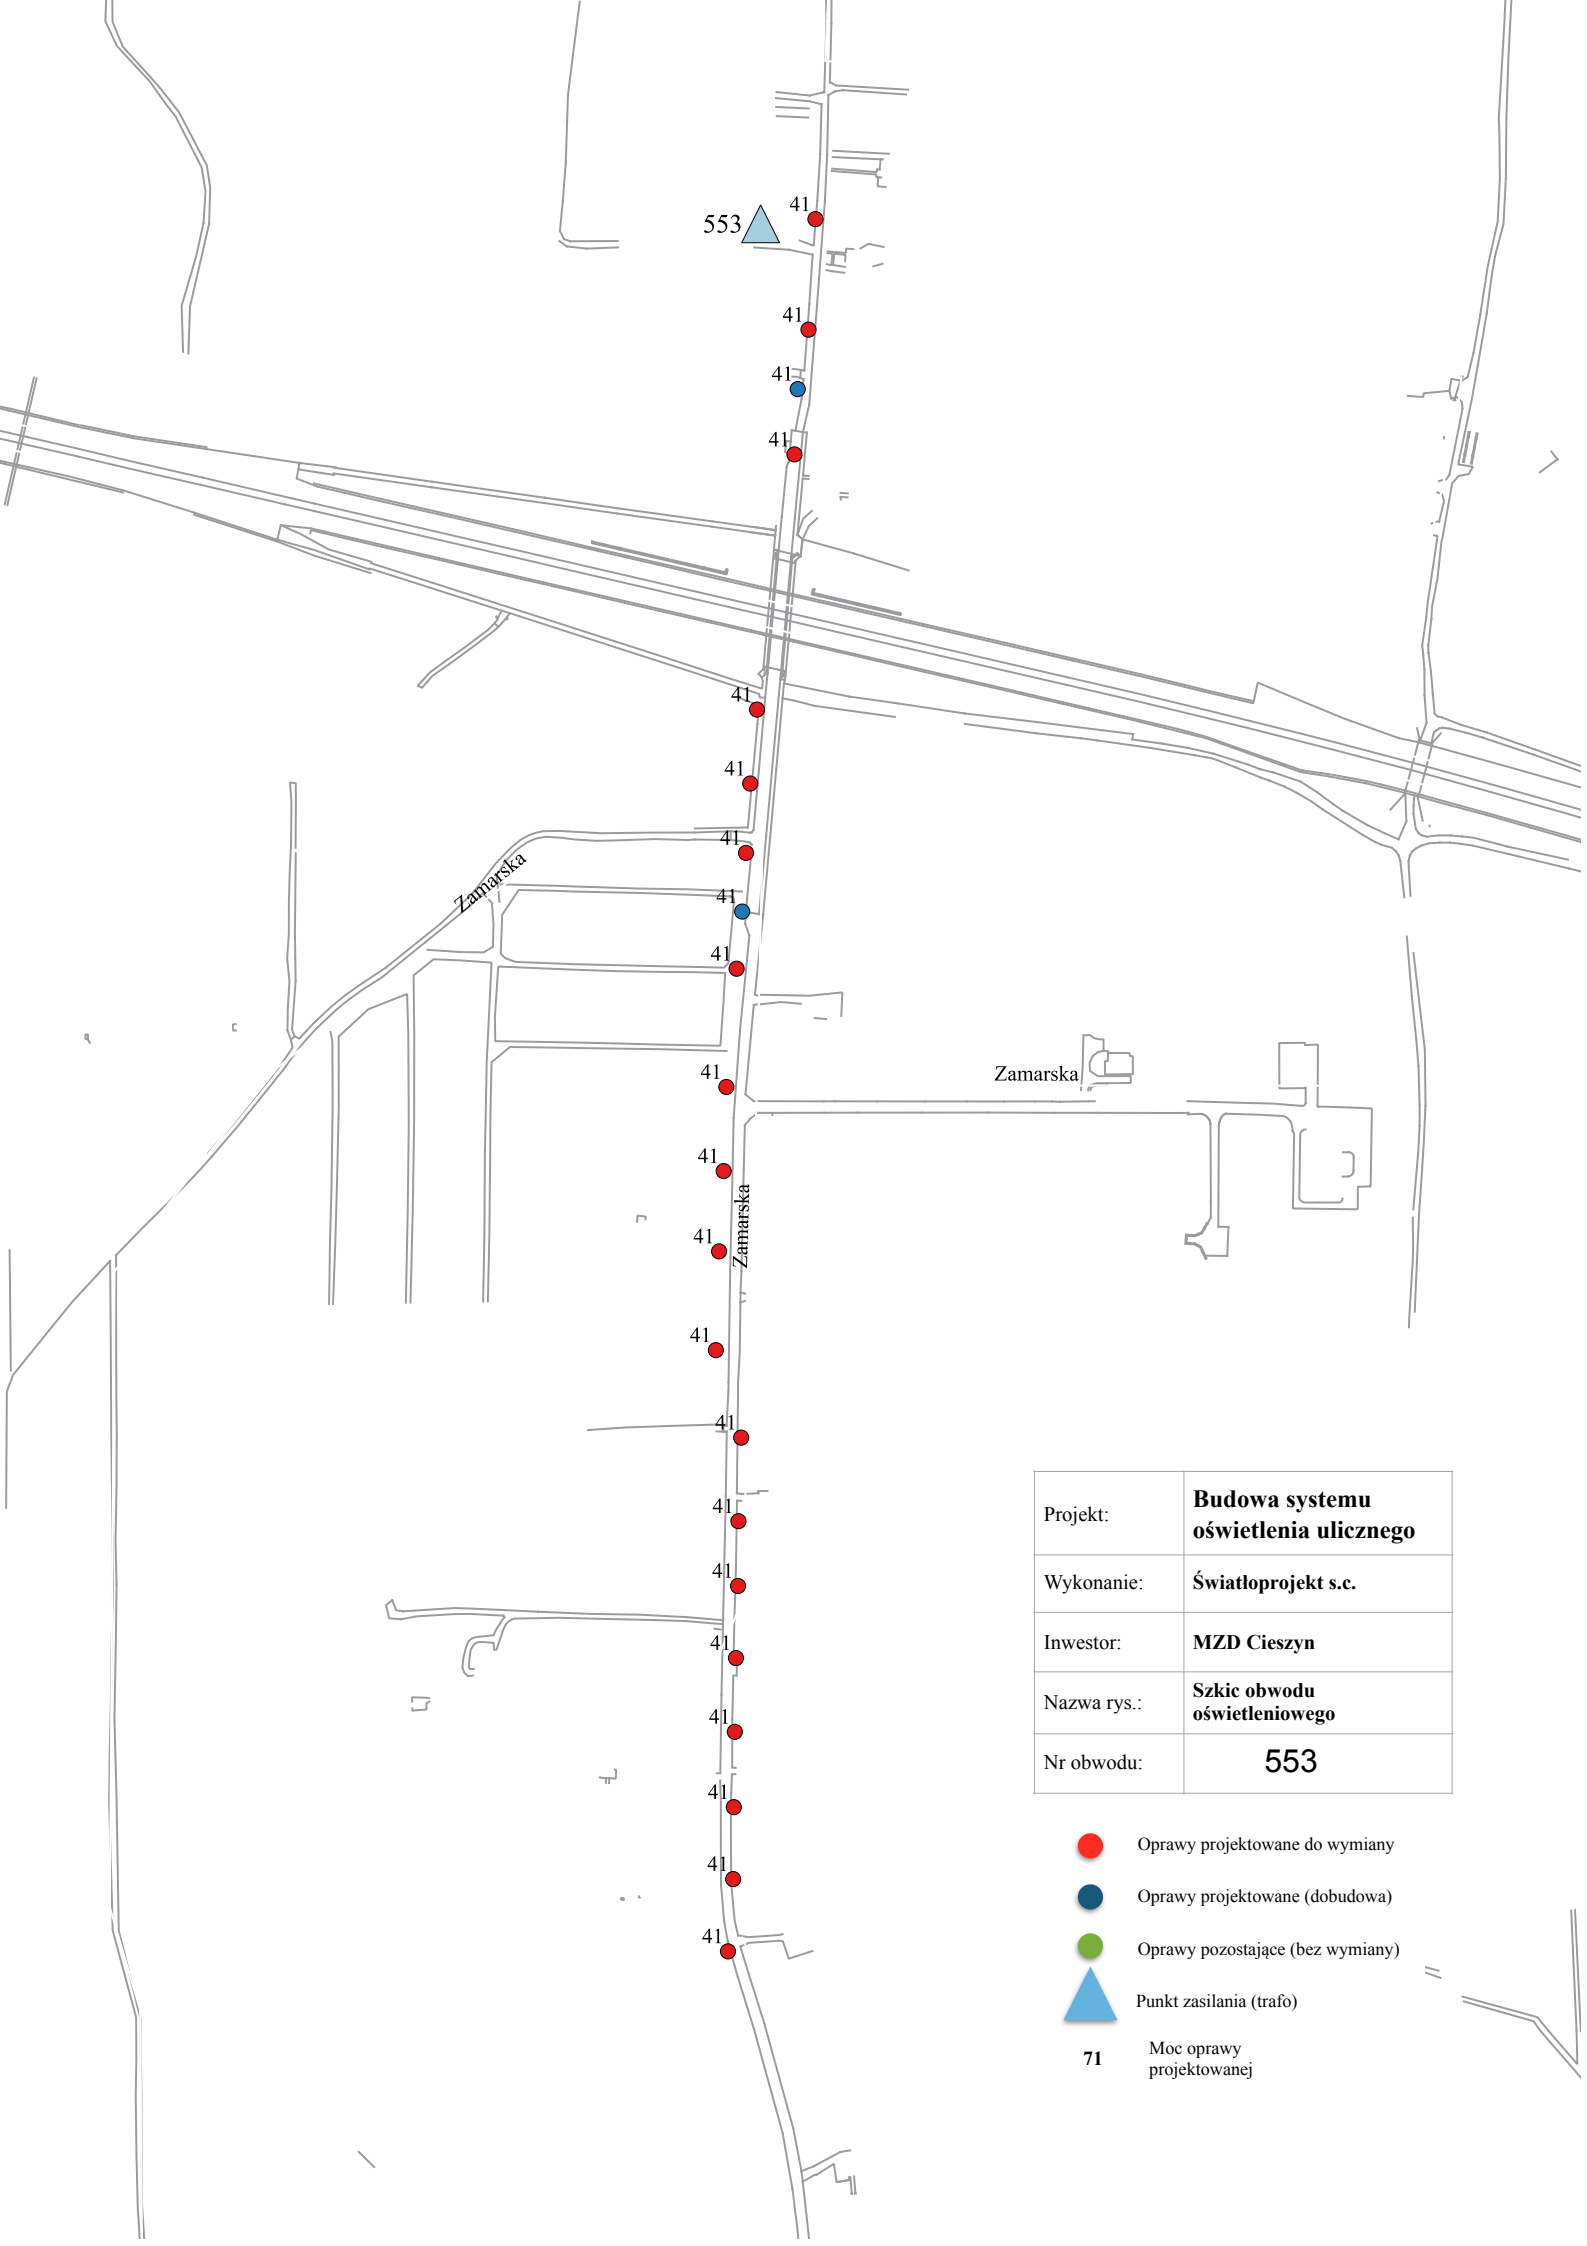 41
553
41
41
41
41
41
41
Zamarska
41
41
Zamarska
41
41
Zamarska
41
41
41
41
41
41
41
41
41
41
Projekt:
Budowa systemu
oświetlenia ulicznego
Wykonanie:
Światłoprojekt s.c.
Inwestor:
MZD Cieszyn
Nazwa rys.:
Szkic obwodu
oświetleniowego
Nr obwodu:
553
Oprawy projektowane do wymiany
Oprawy projektowane (dobudowa)
Oprawy pozostające (bez wymiany)
Punkt zasilania (trafo)
71
Moc oprawy
projektowanej